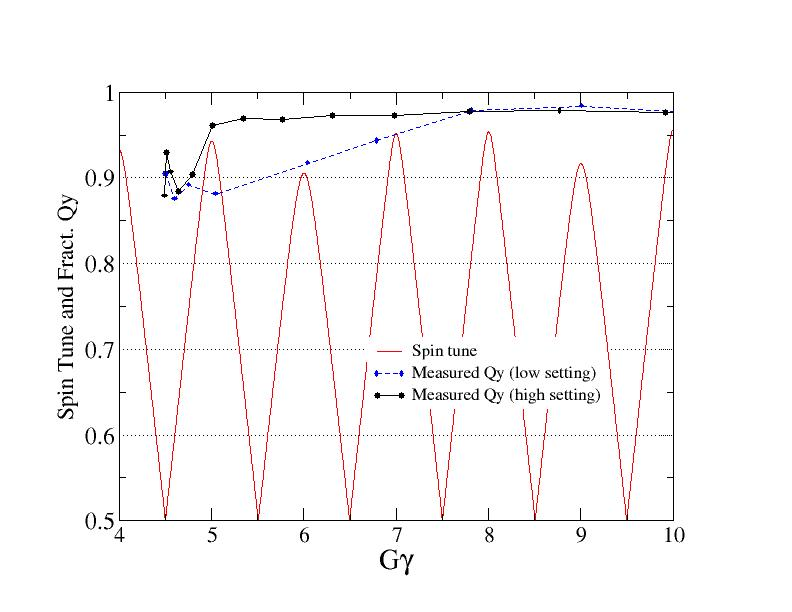 1
0.9
0.8
0.7
0.6
0.5
Spin Tune and Fract. Qy
Spin tune
Measured Qy (low setting)
Measured Qy (high setting)
4 5 6 7 8 9 10
Gγ